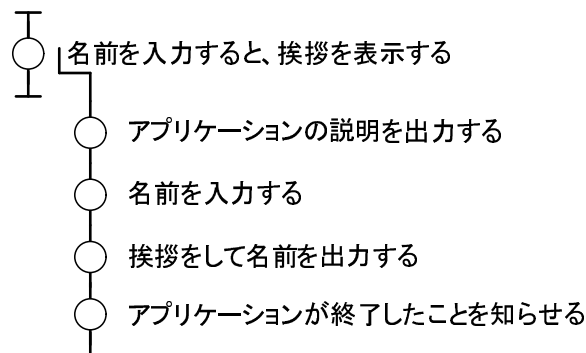 名前を入力すると、挨拶を表示する
アプリケーションの説明を出力する
名前を入力する
挨拶をして名前を出力する
アプリケーションが終了したことを知らせる